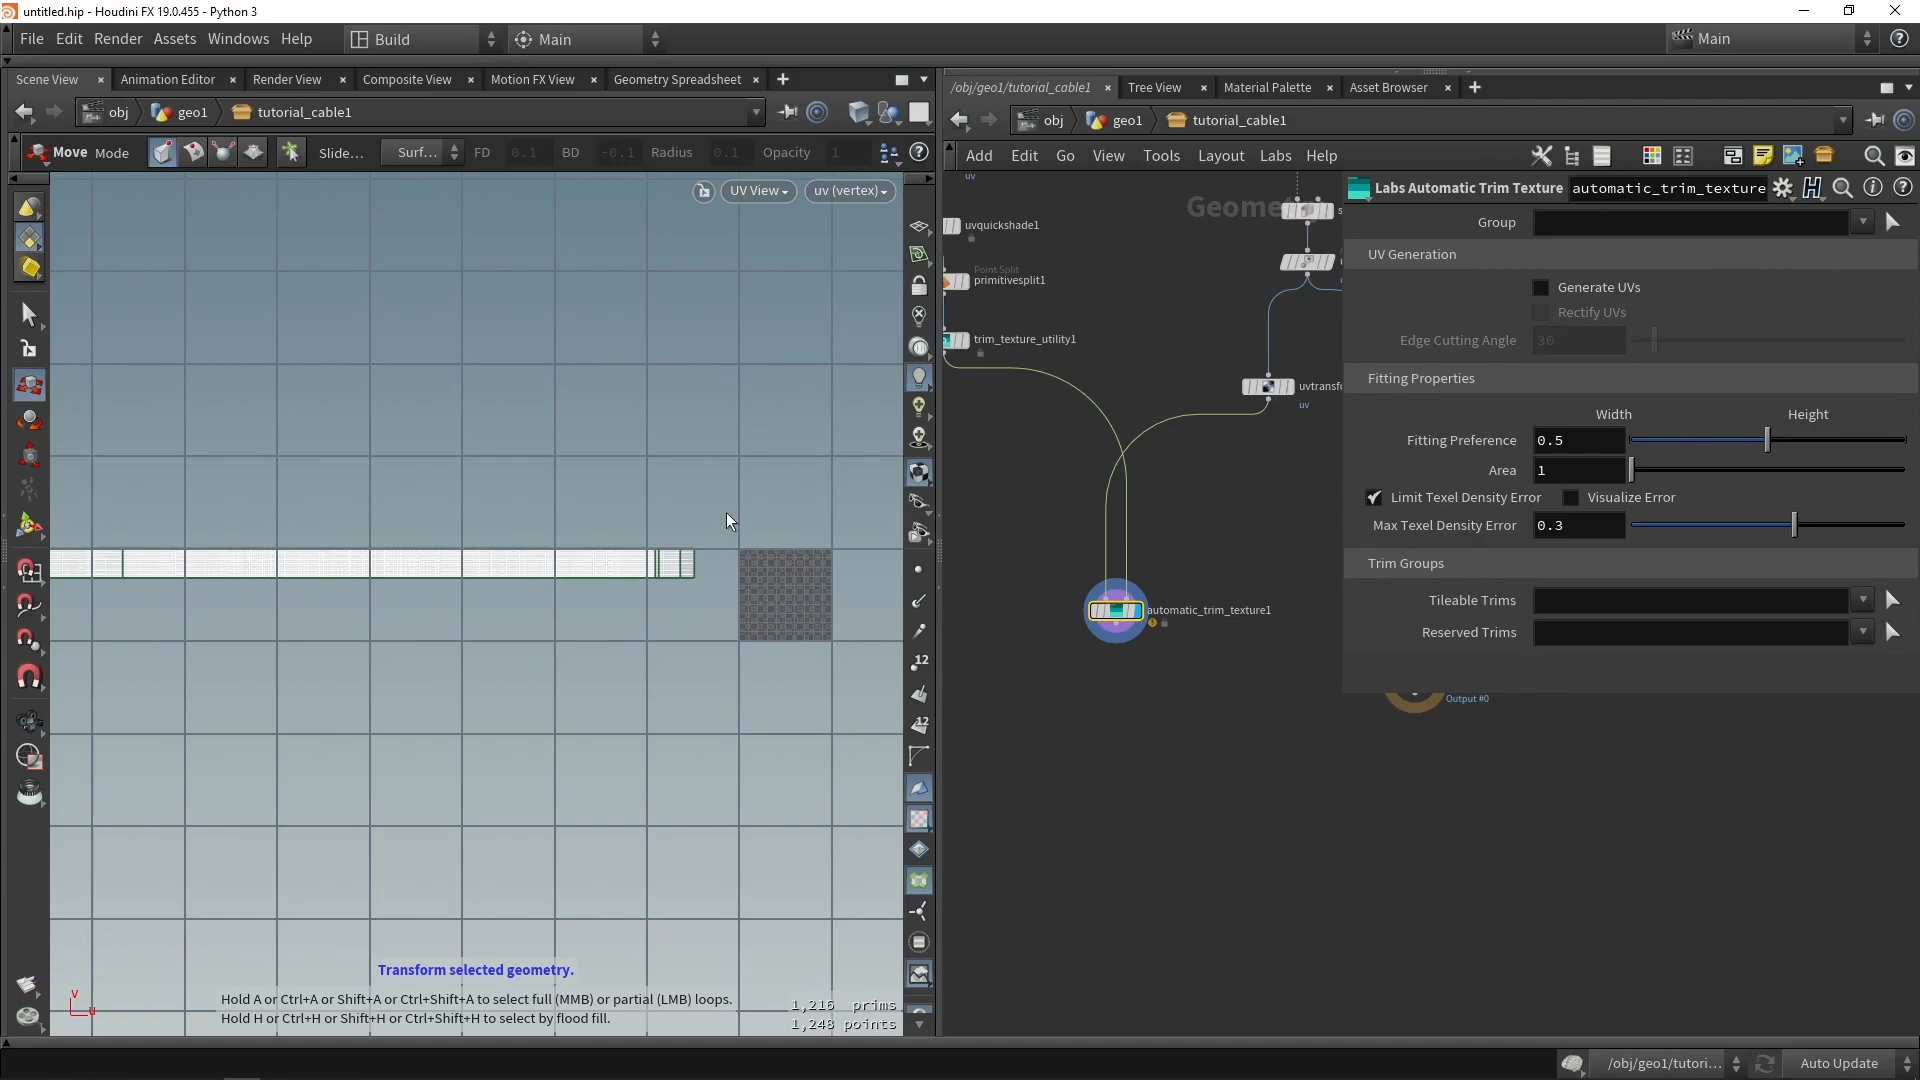 untitled.hip - Houdini FX 19.0.455 - Python 3
File Edit Render Assets Windows Help Build Main Main
Scene View Animation Editor Render View Composite View Motion FX View Geometry Spreadsheet
/obj/geo1/tutorial_cable1 Tree View Material Palette Asset Browser
obj geo1 tutorial_cable1
obj geo1 tutorial_cable1
Move Mode Slide... Surf... FD 0.1 BD -0.1 Radius 0.1 Opacity 1
Add Edit Go View Tools Layout Labs Help
UV View uv (vertex)
uv
Geome
uvquickshade1
Point Split
primitivesplit1
trim_texture_utility1
uvtransfo
uv
automatic_trim_texture1
Output #0
Labs Automatic Trim Texture automatic_trim_texture
Group
UV Generation
Generate UVs
Rectify UVs
Edge Cutting Angle 30
Fitting Properties
Width Height
Fitting Preference 0.5
Area 1
Limit Texel Density Error Visualize Error
Max Texel Density Error 0.3
Trim Groups
Tileable Trims
Reserved Trims
12
12
Transform selected geometry.
Hold A or Ctrl+A or Shift+A or Ctrl+Shift+A to select full (MMB) or partial (LMB) loops.
Hold H or Ctrl+H or Shift+H or Ctrl+Shift+H to select by flood fill.
1,216 prims
1,248 points
v
u
/obj/geo1/tutori... Auto Update